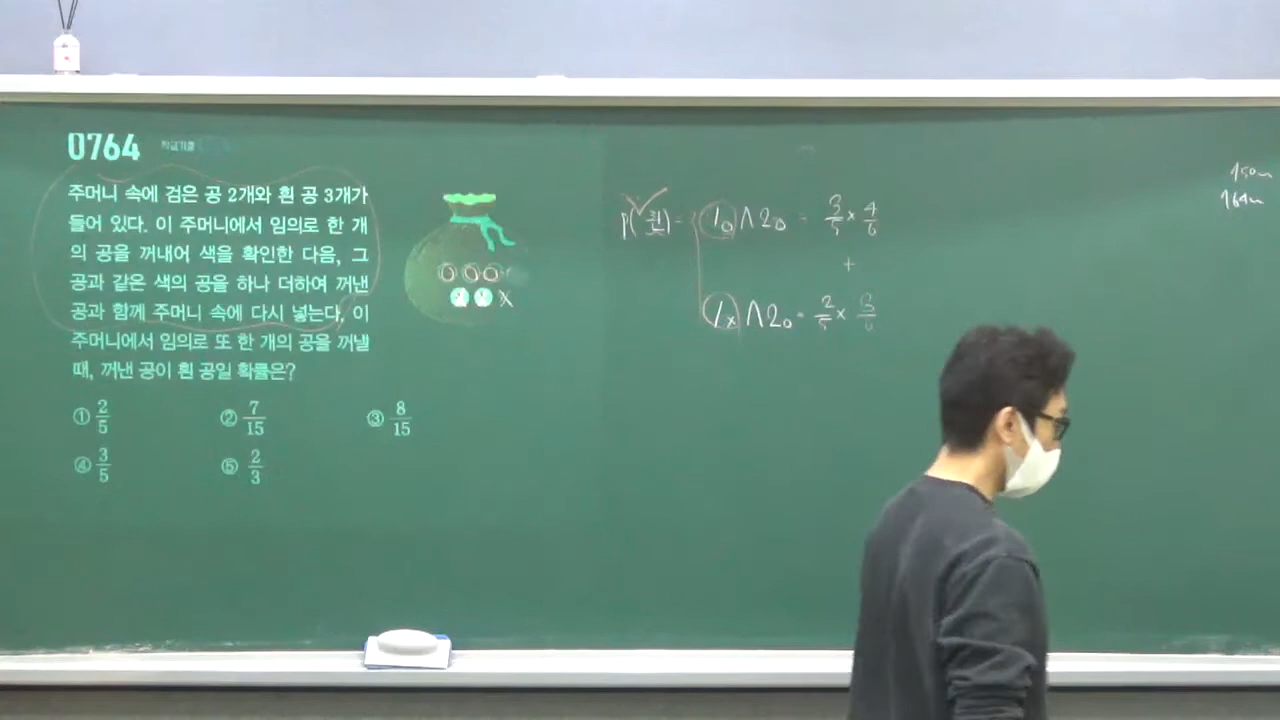 0764
주머니 속에 검은 공 2개와 흰 공 3개가
들어 있다. 이 주머니에서 임의로 한 개
의 공을 꺼내어 색을 확인한 다음, 그
공과 같은 색의 공을 하나 더하여 꺼낸
공과 함께 주머니 속에 다시 넣는다. 이
주머니에서 임의로 또 한 개의 공을 꺼낼
때, 꺼낸 공이 흰 공일 확률은?
① 2/5 ② 7/15 ③ 8/15
④ 3/5 ⑤ 2/3
○ ○ ○
X
P(흰) = 1○ ∧ 2○ = 3/5 × 4/6
+
1x ∧ 2○ = 2/5 × 3/6